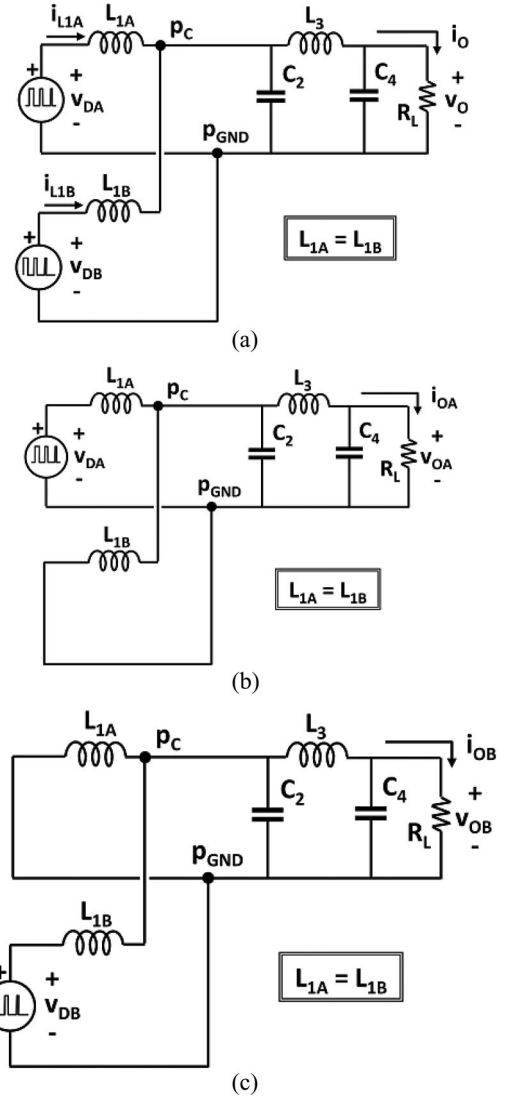 i_L1A L_1A p_C L_3 i_O
+ + v_DA - C_2 C_4 R_L + v_O -
p_GND
i_L1B L_1B
+ + v_DB -
L_1A = L_1B
(a)
L_1A p_C L_3 i_OA
+ + v_DA - C_2 C_4 R_L + v_OA -
p_GND
L_1B
L_1A = L_1B
(b)
L_1A p_C L_3 i_OB
C_2 C_4 R_L + v_OB -
p_GND
L_1B
+ + v_DB -
L_1A = L_1B
(c)